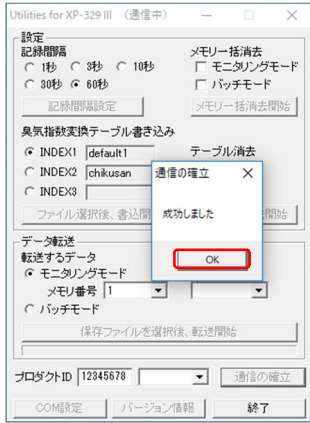 Utilities for XP-329Ⅲ （通信中）
設定
記録間隔
メモリー括消去
1秒 3秒 10秒
モニタリングモード
30秒 60秒
バッチモード
記録間隔設定
メモリー括消去開始
臭気指数変換テーブル書き込み
INDEX1 default1
テーブル消去
INDEX2 chikusan
INDEX3
通信の確立
成功しました
OK
ファイル選択後、書込開
開始
データ転送
転送するデータ
モニタリングモード
メモリ番号 1
バッチモード
保存ファイルを選択後、転送開始
プロダクトID 12345678
通信の確立
COM設定 バージョン情報 終了